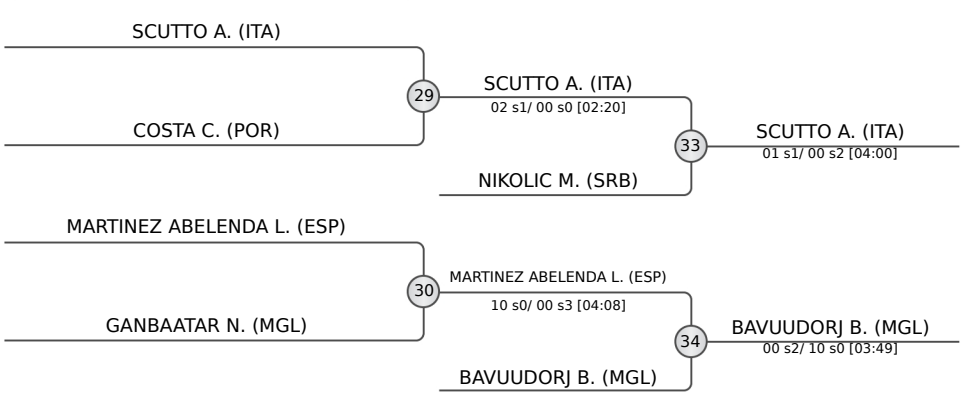 SCUTTO A. (ITA)
29
SCUTTO A. (ITA)
02 s1/ 00 s0 [02:20]
COSTA C. (POR)
33
SCUTTO A. (ITA)
01 s1/ 00 s2 [04:00]
NIKOLIC M. (SRB)
MARTINEZ ABELENDA L. (ESP)
30
MARTINEZ ABELENDA L. (ESP)
10 s0/ 00 s3 [04:08]
GANBAATAR N. (MGL)
34
BAVUUDORJ B. (MGL)
00 s2/ 10 s0 [03:49]
BAVUUDORJ B. (MGL)